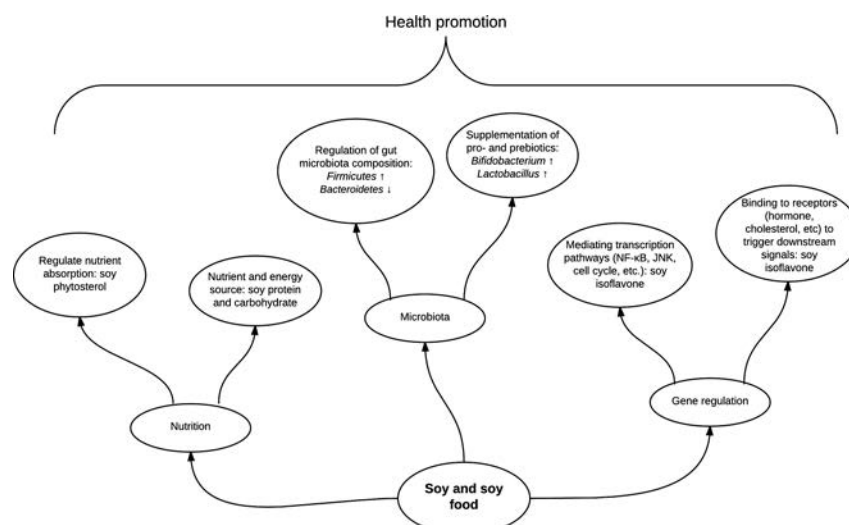 Health promotion
Regulation of gut
microbiota composition:
Firmicutes ↑
Bacteroidetes ↓
Supplementation of
pro- and prebiotics:
Bifidobacterium ↑
Lactobacillus ↑
Regulate nutrient
absorption: soy
phytosterol
Nutrient and energy
source: soy protein
and carbohydrate
Mediating transcription
pathways (NF-κB, JNK,
cell cycle, etc.): soy
isoflavone
Binding to receptors
(hormone,
cholesterol, etc) to
trigger downstream
signals: soy
isoflavone
Microbiota
Nutrition
Gene regulation
Soy and soy
food